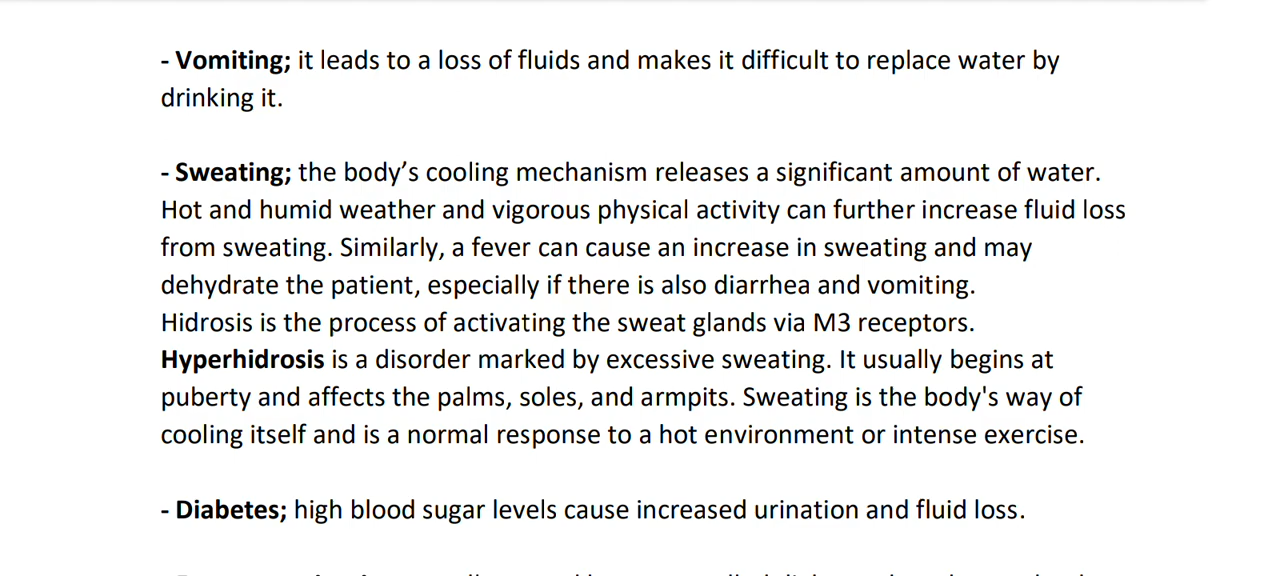 - Vomiting; it leads to a loss of fluids and makes it difficult to replace water by
drinking it.
- Sweating; the body’s cooling mechanism releases a significant amount of water.
Hot and humid weather and vigorous physical activity can further increase fluid loss
from sweating. Similarly, a fever can cause an increase in sweating and may
dehydrate the patient, especially if there is also diarrhea and vomiting.
Hidrosis is the process of activating the sweat glands via M3 receptors.
Hyperhidrosis is a disorder marked by excessive sweating. It usually begins at
puberty and affects the palms, soles, and armpits. Sweating is the body's way of
cooling itself and is a normal response to a hot environment or intense exercise.
- Diabetes; high blood sugar levels cause increased urination and fluid loss.